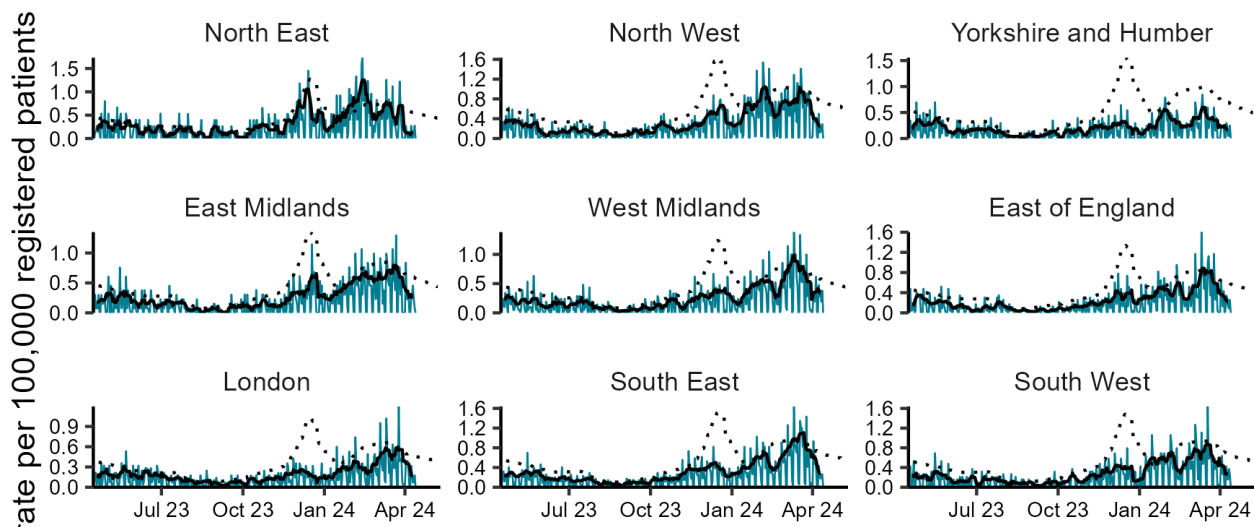 rate per 100,000 registered patients
North East
North West
Yorkshire and Humber
1.5
1.0
0.5
0.0
1.6
1.2
0.8
0.4
0.0
1.5
1.0
0.5
0.0
East Midlands
West Midlands
East of England
1.0
0.5
0.0
1.0
0.5
0.0
1.6
1.2
0.8
0.4
0.0
London
South East
South West
0.9
0.6
0.3
0.0
1.6
1.2
0.8
0.4
0.0
1.6
1.2
0.8
0.4
0.0
Jul 23 Oct 23 Jan 24 Apr 24
Jul 23 Oct 23 Jan 24 Apr 24
Jul 23 Oct 23 Jan 24 Apr 24